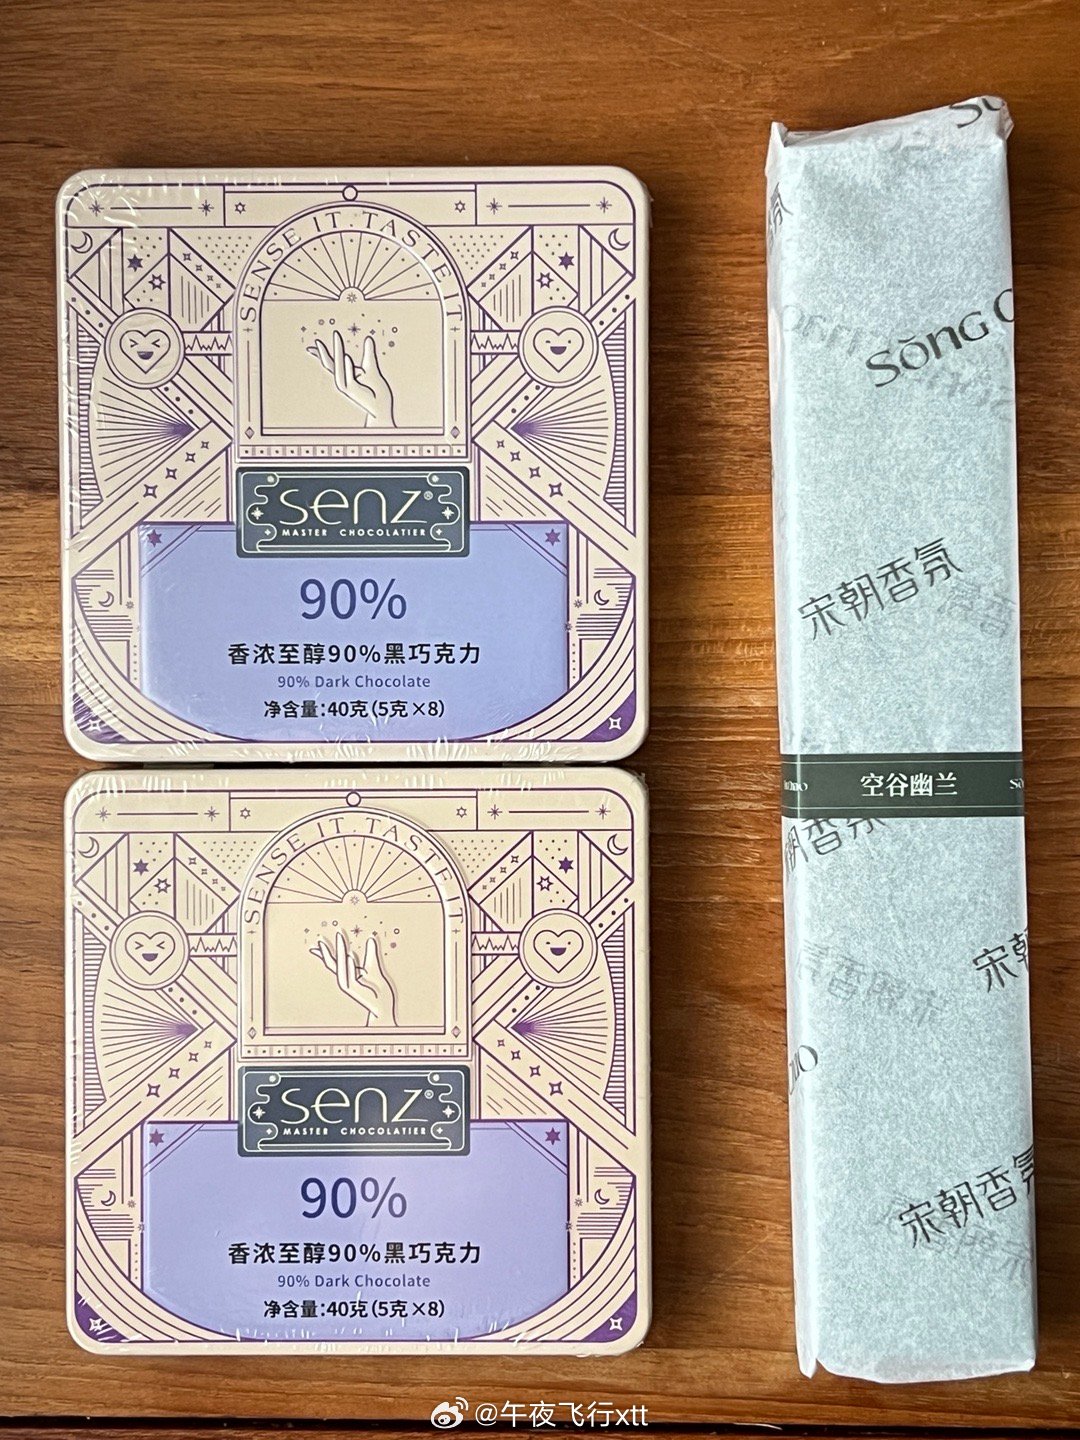 SENSE IT. TASTE IT
senz®
MASTER CHOCOLATIER
90%
香浓至醇90%黑巧克力
90% Dark Chocolate
净含量:40克(5克×8)
SENSE IT. TASTE IT
senz®
MASTER CHOCOLATIER
90%
香浓至醇90%黑巧克力
90% Dark Chocolate
净含量:40克(5克×8)
SŌNG
宋朝香氛
空谷幽兰
朝香氛
宋朝
宋朝香氛
@午夜飞行xtt